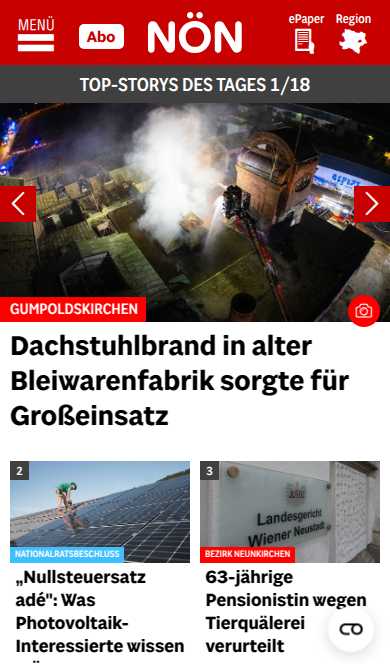 MENÜ
Abo
NÖN
ePaper
Region
TOP-STORYS DES TAGES 1/18
GUMPOLDSKIRCHEN
Dachstuhlbrand in alter
Bleiwarenfabrik sorgte für
Großeinsatz
2
NATIONALRATSBESCHLUSS
„Nullsteuersatz
adé": Was
Photovoltaik-
Interessierte wissen
3
Landesgericht
Wiener Neustadt
BEZIRK NEUNKIRCHEN
63-jährige
Pensionistin wegen
Tierquälerei
verurteilt